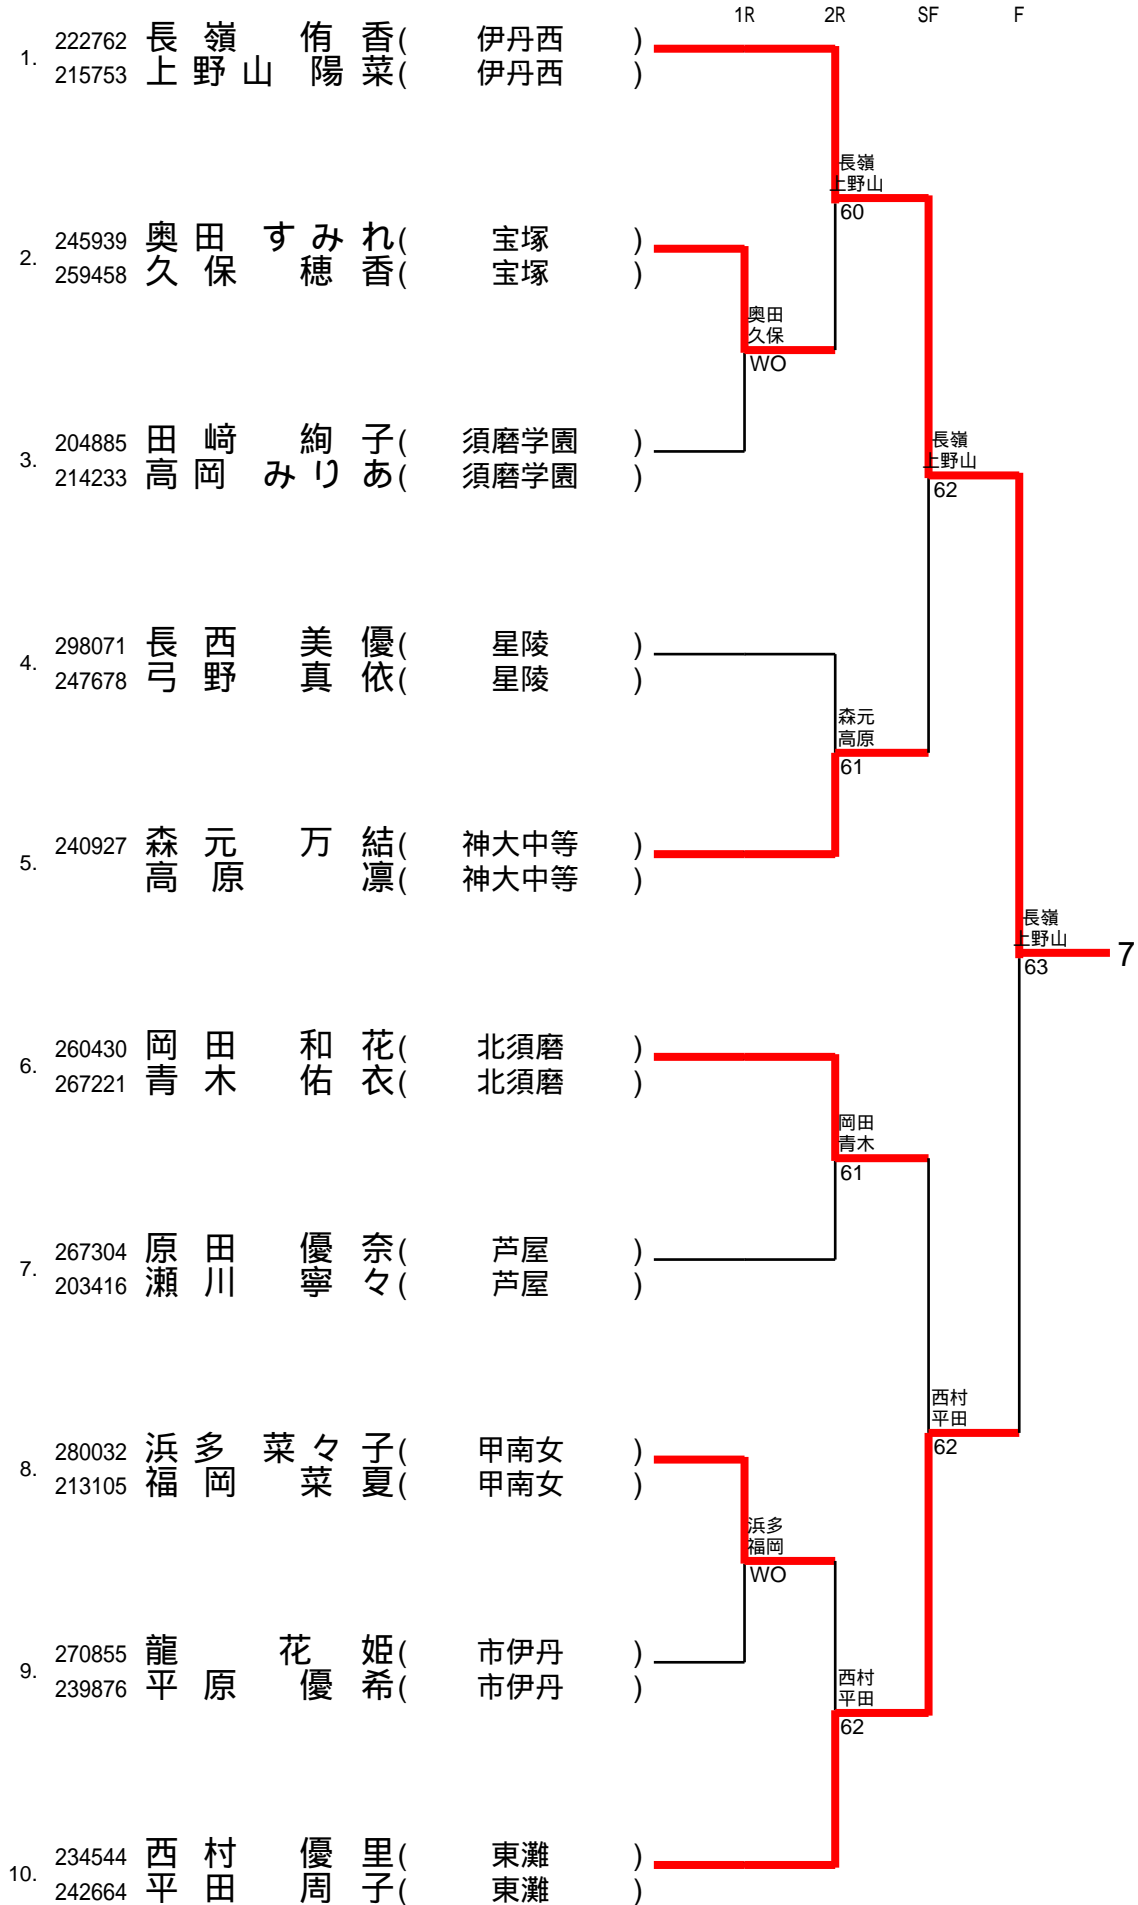 1R 2R SF F
1. 222762 長嶺 侑香( 伊丹西 )
215753 上野山 陽菜( 伊丹西 )
長嶺
上野山
60
2. 245939 奥田 すみれ( 宝塚 )
259458 久保 穂香( 宝塚 )
奥田
久保
WO
3. 204885 田崎 絢子( 須磨学園 )
214233 高岡 みりあ( 須磨学園 )
長嶺
上野山
62
4. 298071 長西 美優( 星陵 )
247678 弓野 真依( 星陵 )
森元
高原
61
5. 240927 森元 万結( 神大中等 )
高原 凛( 神大中等 )
長嶺
上野山
63
7
6. 260430 岡田 和花( 北須磨 )
267221 青木 佑衣( 北須磨 )
岡田
青木
61
7. 267304 原田 優奈( 芦屋 )
203416 瀬川 寧々( 芦屋 )
西村
平田
62
8. 280032 浜多 菜々子( 甲南女 )
213105 福岡 菜夏( 甲南女 )
浜多
福岡
WO
9. 270855 龍 花姫( 市伊丹 )
239876 平原 優希( 市伊丹 )
西村
平田
62
10. 234544 西村 優里( 東灘 )
242664 平田 周子( 東灘 )